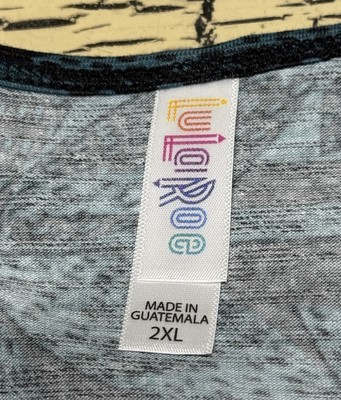 LuLaRoe
MADE IN
GUATEMALA
2XL